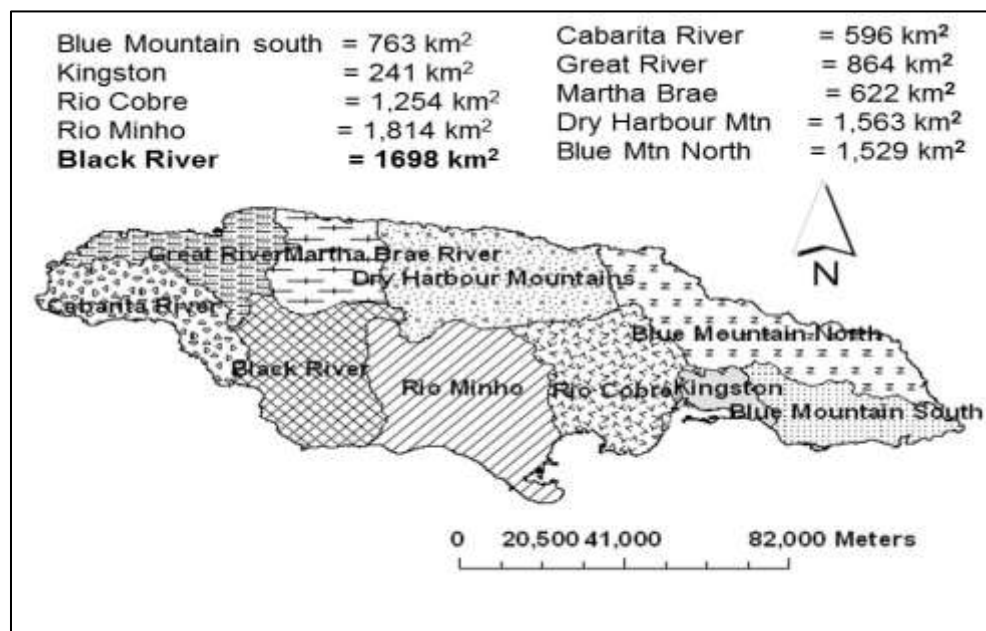 Blue Mountain south = 763 km²
Kingston = 241 km²
Rio Cobre = 1,254 km²
Rio Minho = 1,814 km²
Black River = 1698 km²
Cabarita River = 596 km²
Great River = 864 km²
Martha Brae = 622 km²
Dry Harbour Mtn = 1,563 km²
Blue Mtn North = 1,529 km²
N
Great River
Martha Brae River
Dry Harbour Mountains
Cabarita River
Blue Mountain North
Black River
Rio Minho
Rio Cobre
Kingston
Blue Mountain South
0 20,500 41,000 82,000 Meters